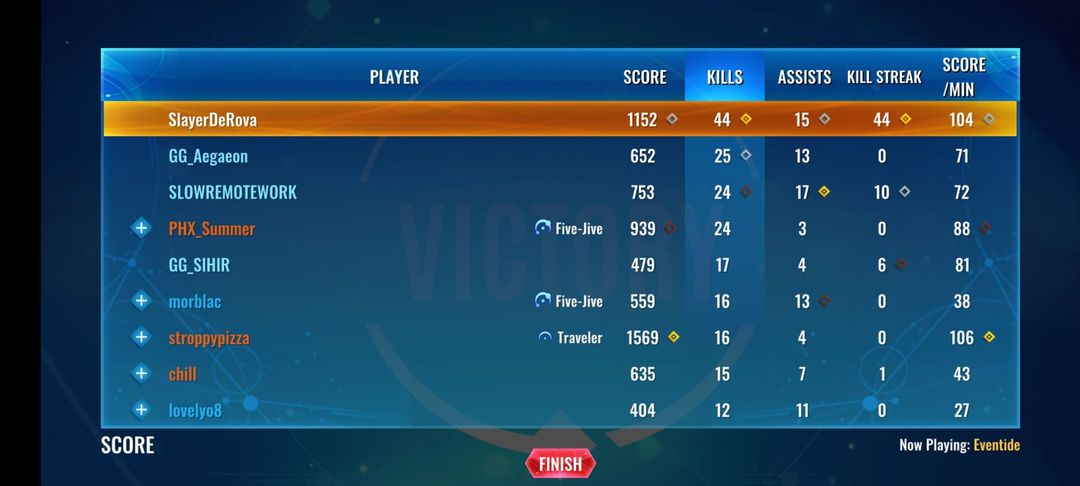 PLAYER SCORE KILLS ASSISTS KILL STREAK SCORE
/MIN
SlayerDeRova 1152 44 15 44 104
GG_Aegaeon 652 25 13 0 71
SLOWREMOTEWORK 753 24 17 10 72
PHX_Summer Five-Jive 939 24 3 0 88
GG_SIHIR 479 17 4 6 81
morblac Five-Jive 559 16 13 0 38
stroppypizza Traveler 1569 16 4 0 106
chill 635 15 7 1 43
lovelyo8 404 12 11 0 27
VICTORY
SCORE
Now Playing: Eventide
FINISH